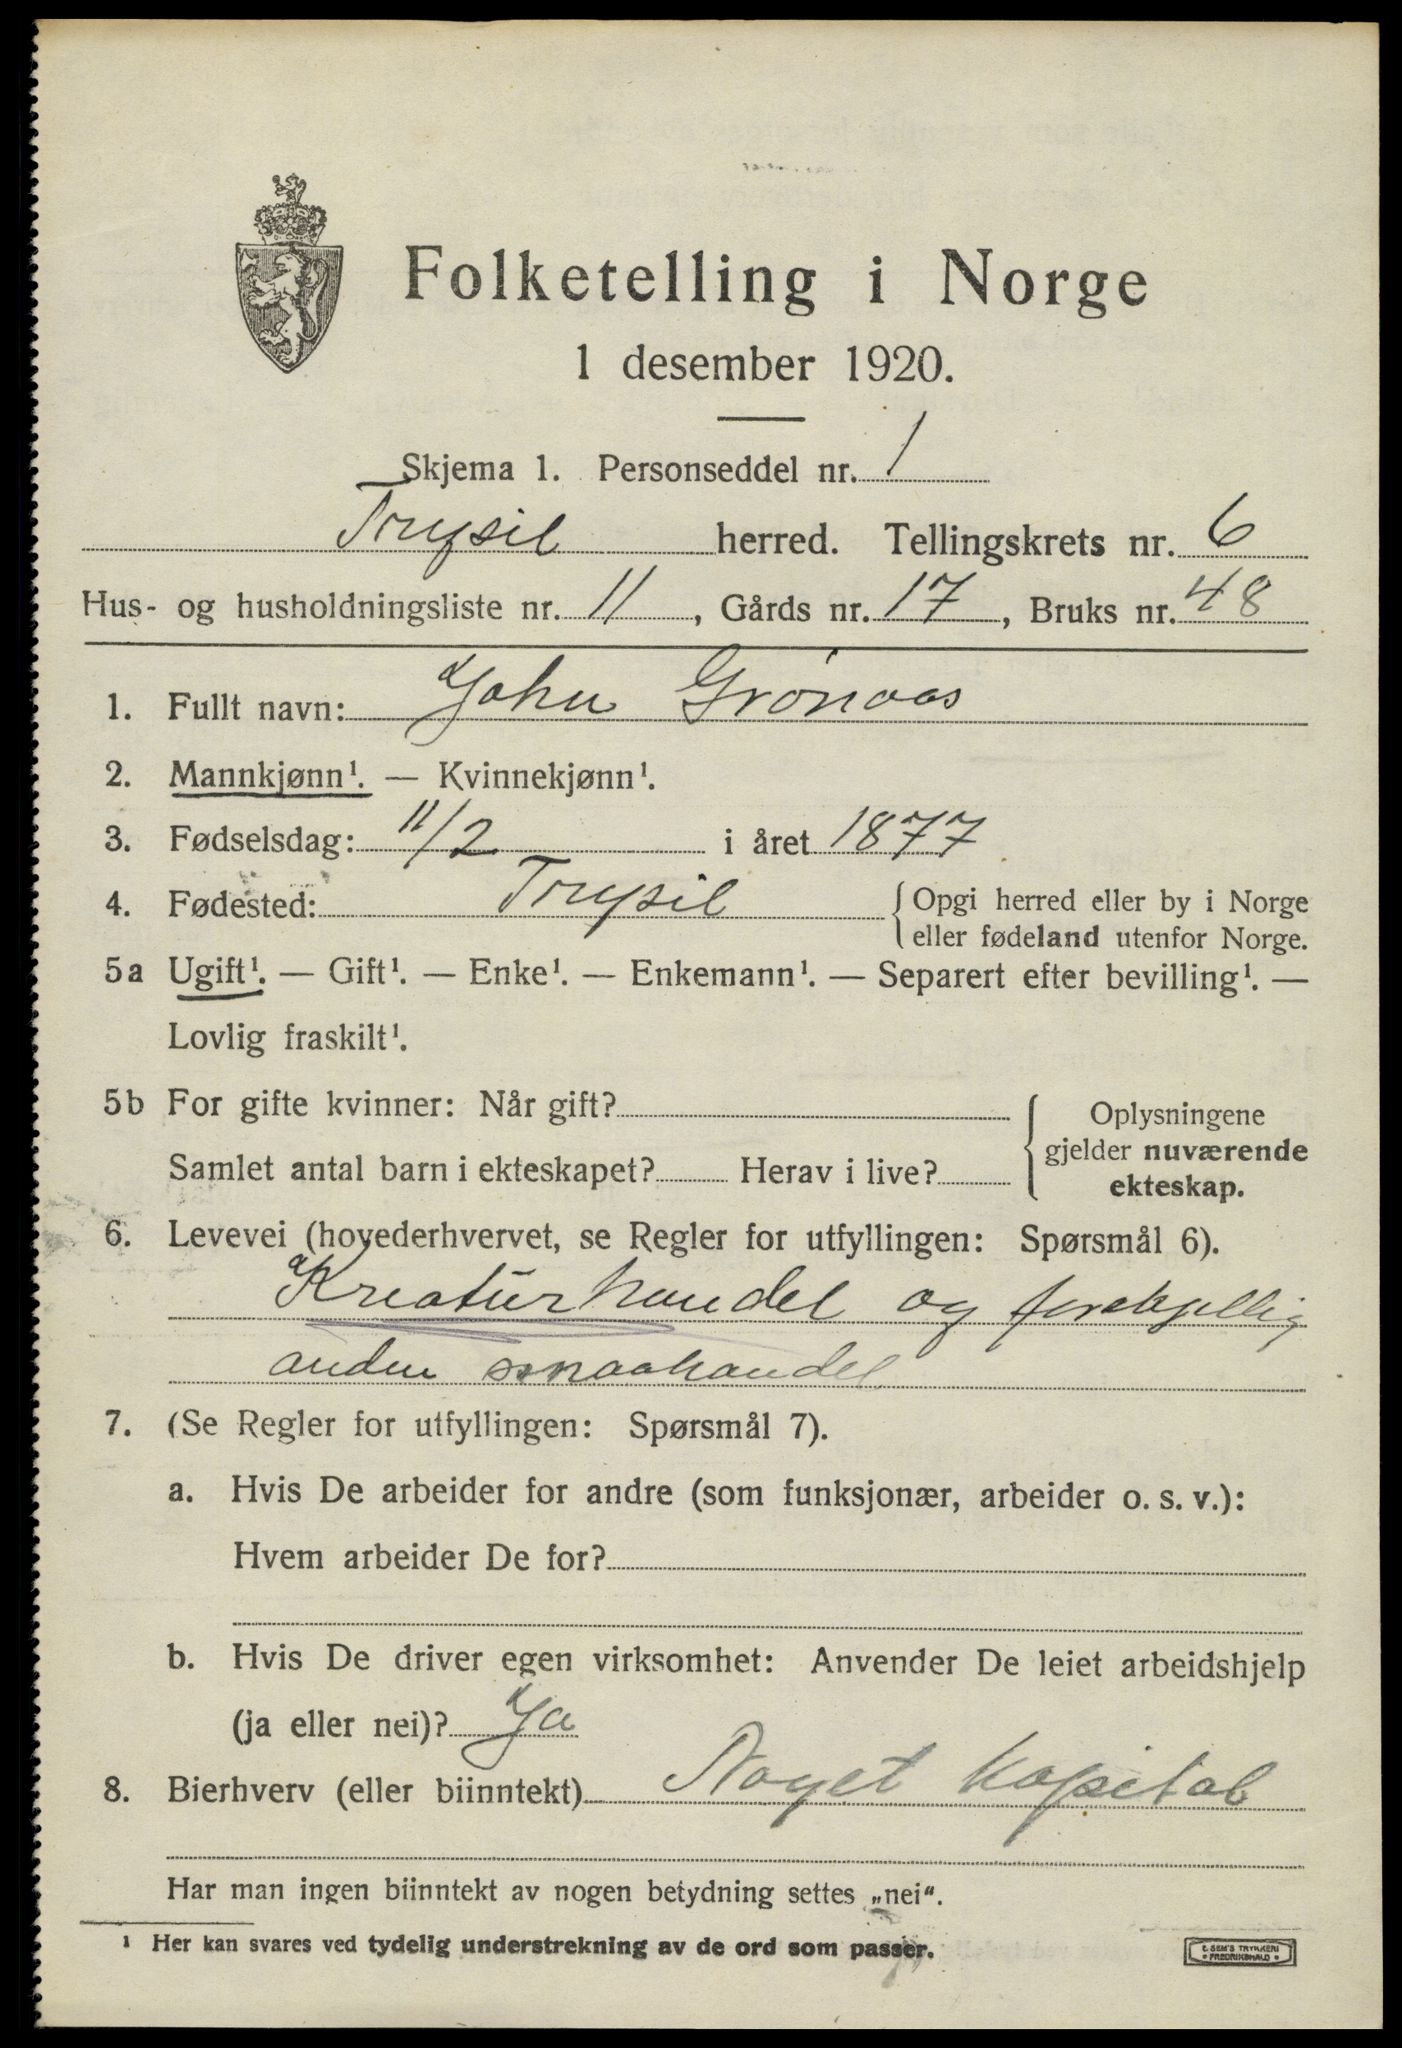 Folketelling i Norge
1 desember 1920.
Skjema 1. Personseddel nr. 1
Trysil herred. Tellingskrets nr. 6
Hus- og husholdningsliste nr. 11, Gårds nr. 17, Bruks nr. 48
1. Fullt navn: John Grønaas
2. Mannkjønn¹. — Kvinnekjønn¹.
3. Fødselsdag: 11/2 i året 1877
4. Fødested: Trysil { Opgi herred eller by i Norge
eller fødeland utenfor Norge.
5a Ugift¹. — Gift¹. — Enke¹. — Enkemann¹. — Separert efter bevilling¹. —
Lovlig fraskilt¹.
5b For gifte kvinner: Når gift?
Samlet antal barn i ekteskapet? Herav i live?
{ Oplysningene
gjelder nuværende
ekteskap.
6. Levevei (hovederhvervet, se Regler for utfyllingen: Spørsmål 6).
Kreaturhandel og forskjellig
anden smaahandel
7. (Se Regler for utfyllingen: Spørsmål 7).
a. Hvis De arbeider for andre (som funksjonær, arbeider o. s. v.):
Hvem arbeider De for?
b. Hvis De driver egen virksomhet: Anvender De leiet arbeidshjelp
(ja eller nei)? Ja
8. Bierhverv (eller biinntekt) Noget kapital
Har man ingen biinntekt av nogen betydning settes „nei“.
¹ Her kan svares ved tydelig understrekning av de ord som passer.
E. SEM'S TRYKKERI
• FREDRIKSHALD •